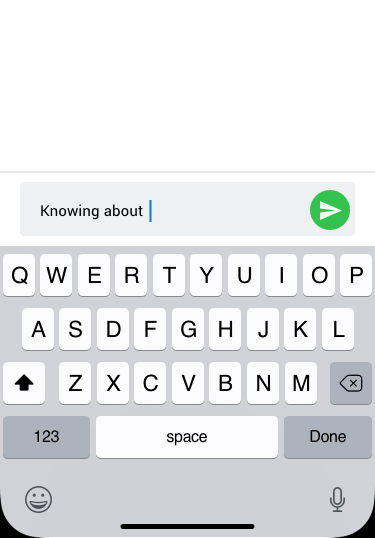 Knowing about
Q W E R T Y U I O P
A S D F G H J K L
Z X C V B N M
123 space Done